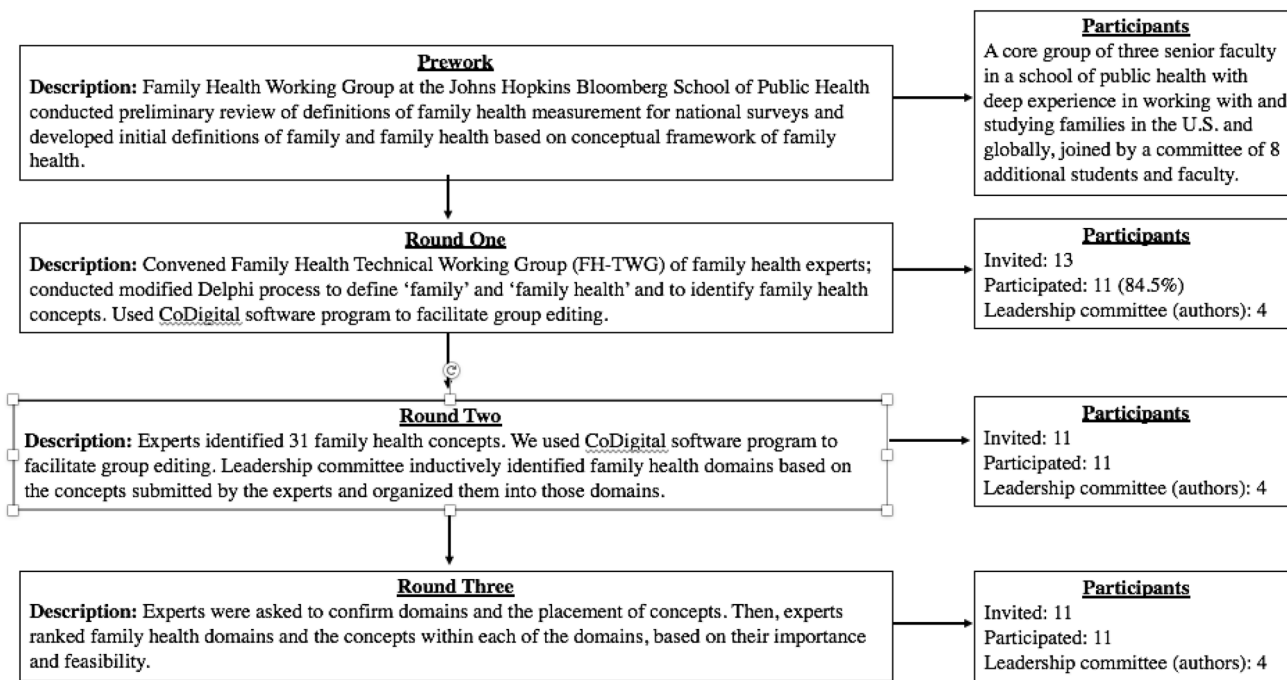 Prework
Description: Family Health Working Group at the Johns Hopkins Bloomberg School of Public Health
conducted preliminary review of definitions of family health measurement for national surveys and
developed initial definitions of family and family health based on conceptual framework of family
health.
Participants
A core group of three senior faculty
in a school of public health with
deep experience in working with and
studying families in the U.S. and
globally, joined by a committee of 8
additional students and faculty.
Round One
Description: Convened Family Health Technical Working Group (FH-TWG) of family health experts;
conducted modified Delphi process to define ‘family’ and ‘family health’ and to identify family health
concepts. Used CoDigital software program to facilitate group editing.
Participants
Invited: 13
Participated: 11 (84.5%)
Leadership committee (authors): 4
Round Two
Description: Experts identified 31 family health concepts. We used CoDigital software program to
facilitate group editing. Leadership committee inductively identified family health domains based on
the concepts submitted by the experts and organized them into those domains.
Participants
Invited: 11
Participated: 11
Leadership committee (authors): 4
Round Three
Description: Experts were asked to confirm domains and the placement of concepts. Then, experts
ranked family health domains and the concepts within each of the domains, based on their importance
and feasibility.
Participants
Invited: 11
Participated: 11
Leadership committee (authors): 4